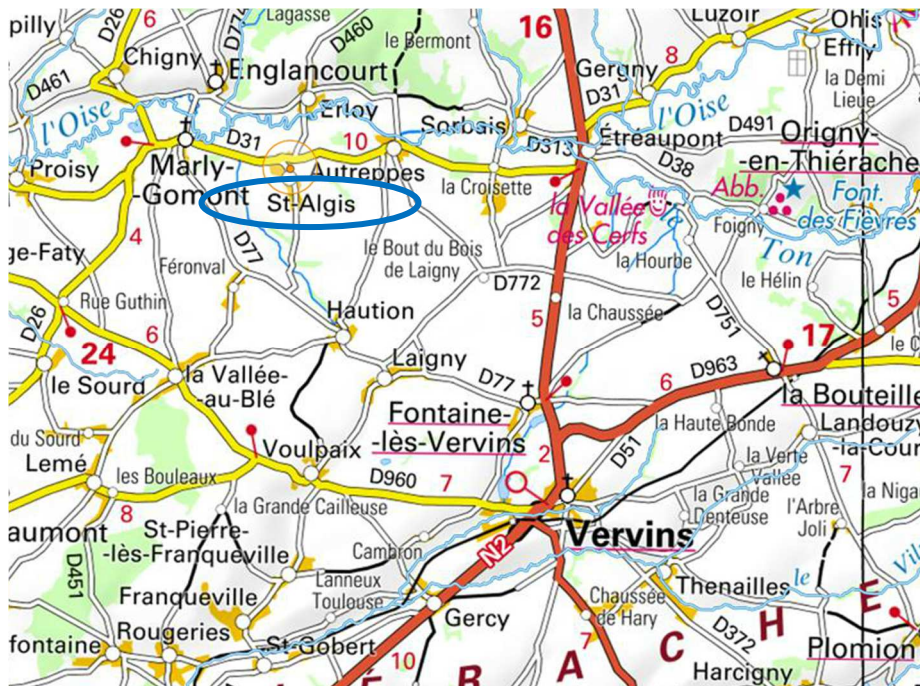 pilly
D26
6
D774
Lagasse
D460
le Bermont
16
Luzoir
Ohis
Effry
8
Chigny
Englancourt
Gergny
D31
la Demi
Lieue
D461
l'Oise
Erloy
Sorbais
l'Oise
D31
10
D313
Étréaupont
D491
Origny-
-en-Thiérache
D38
Proisy
Marly-
-Gomont
Autreppes
la Croisette
Abb.
Font.
des Fièvres
St-Algis
la Vallée
des Cerfs
Foigny
4
D777
le Bout du Bois
de Laigny
la Hourbe
Ton
ge-Faty
Féronval
D772
le Hélin
Rue Guthin
Haution
la Chaussée
D751
5
D26
6
5
17
24
le C
le Sourd
la Vallée-
-au-Blé
Laigny
D77
6
D963
la Bouteille
Fontaine-
-lès-Vervins
la Haute Bonde
Landouzy
-la-Cour
du Sourd
Voulpaix
2
D51
Lemé
les Bouleaux
D960
7
la Verte
Vallée
7
la Grande Cailleuse
la Grande
Denteuse
l'Arbre
Joli
la Niga
8
aumont
St-Pierre-
-lès-Franqueville
Vervins
Cambron
N2
D451
Lanneux
Toulouse
Thenailles
le
Vil
Franqueville
Gercy
Chaussée
de Hary
fontaine
Rougeries
St-Gobert
7
D372
Plomion
10
É R A C H E
Harcigny